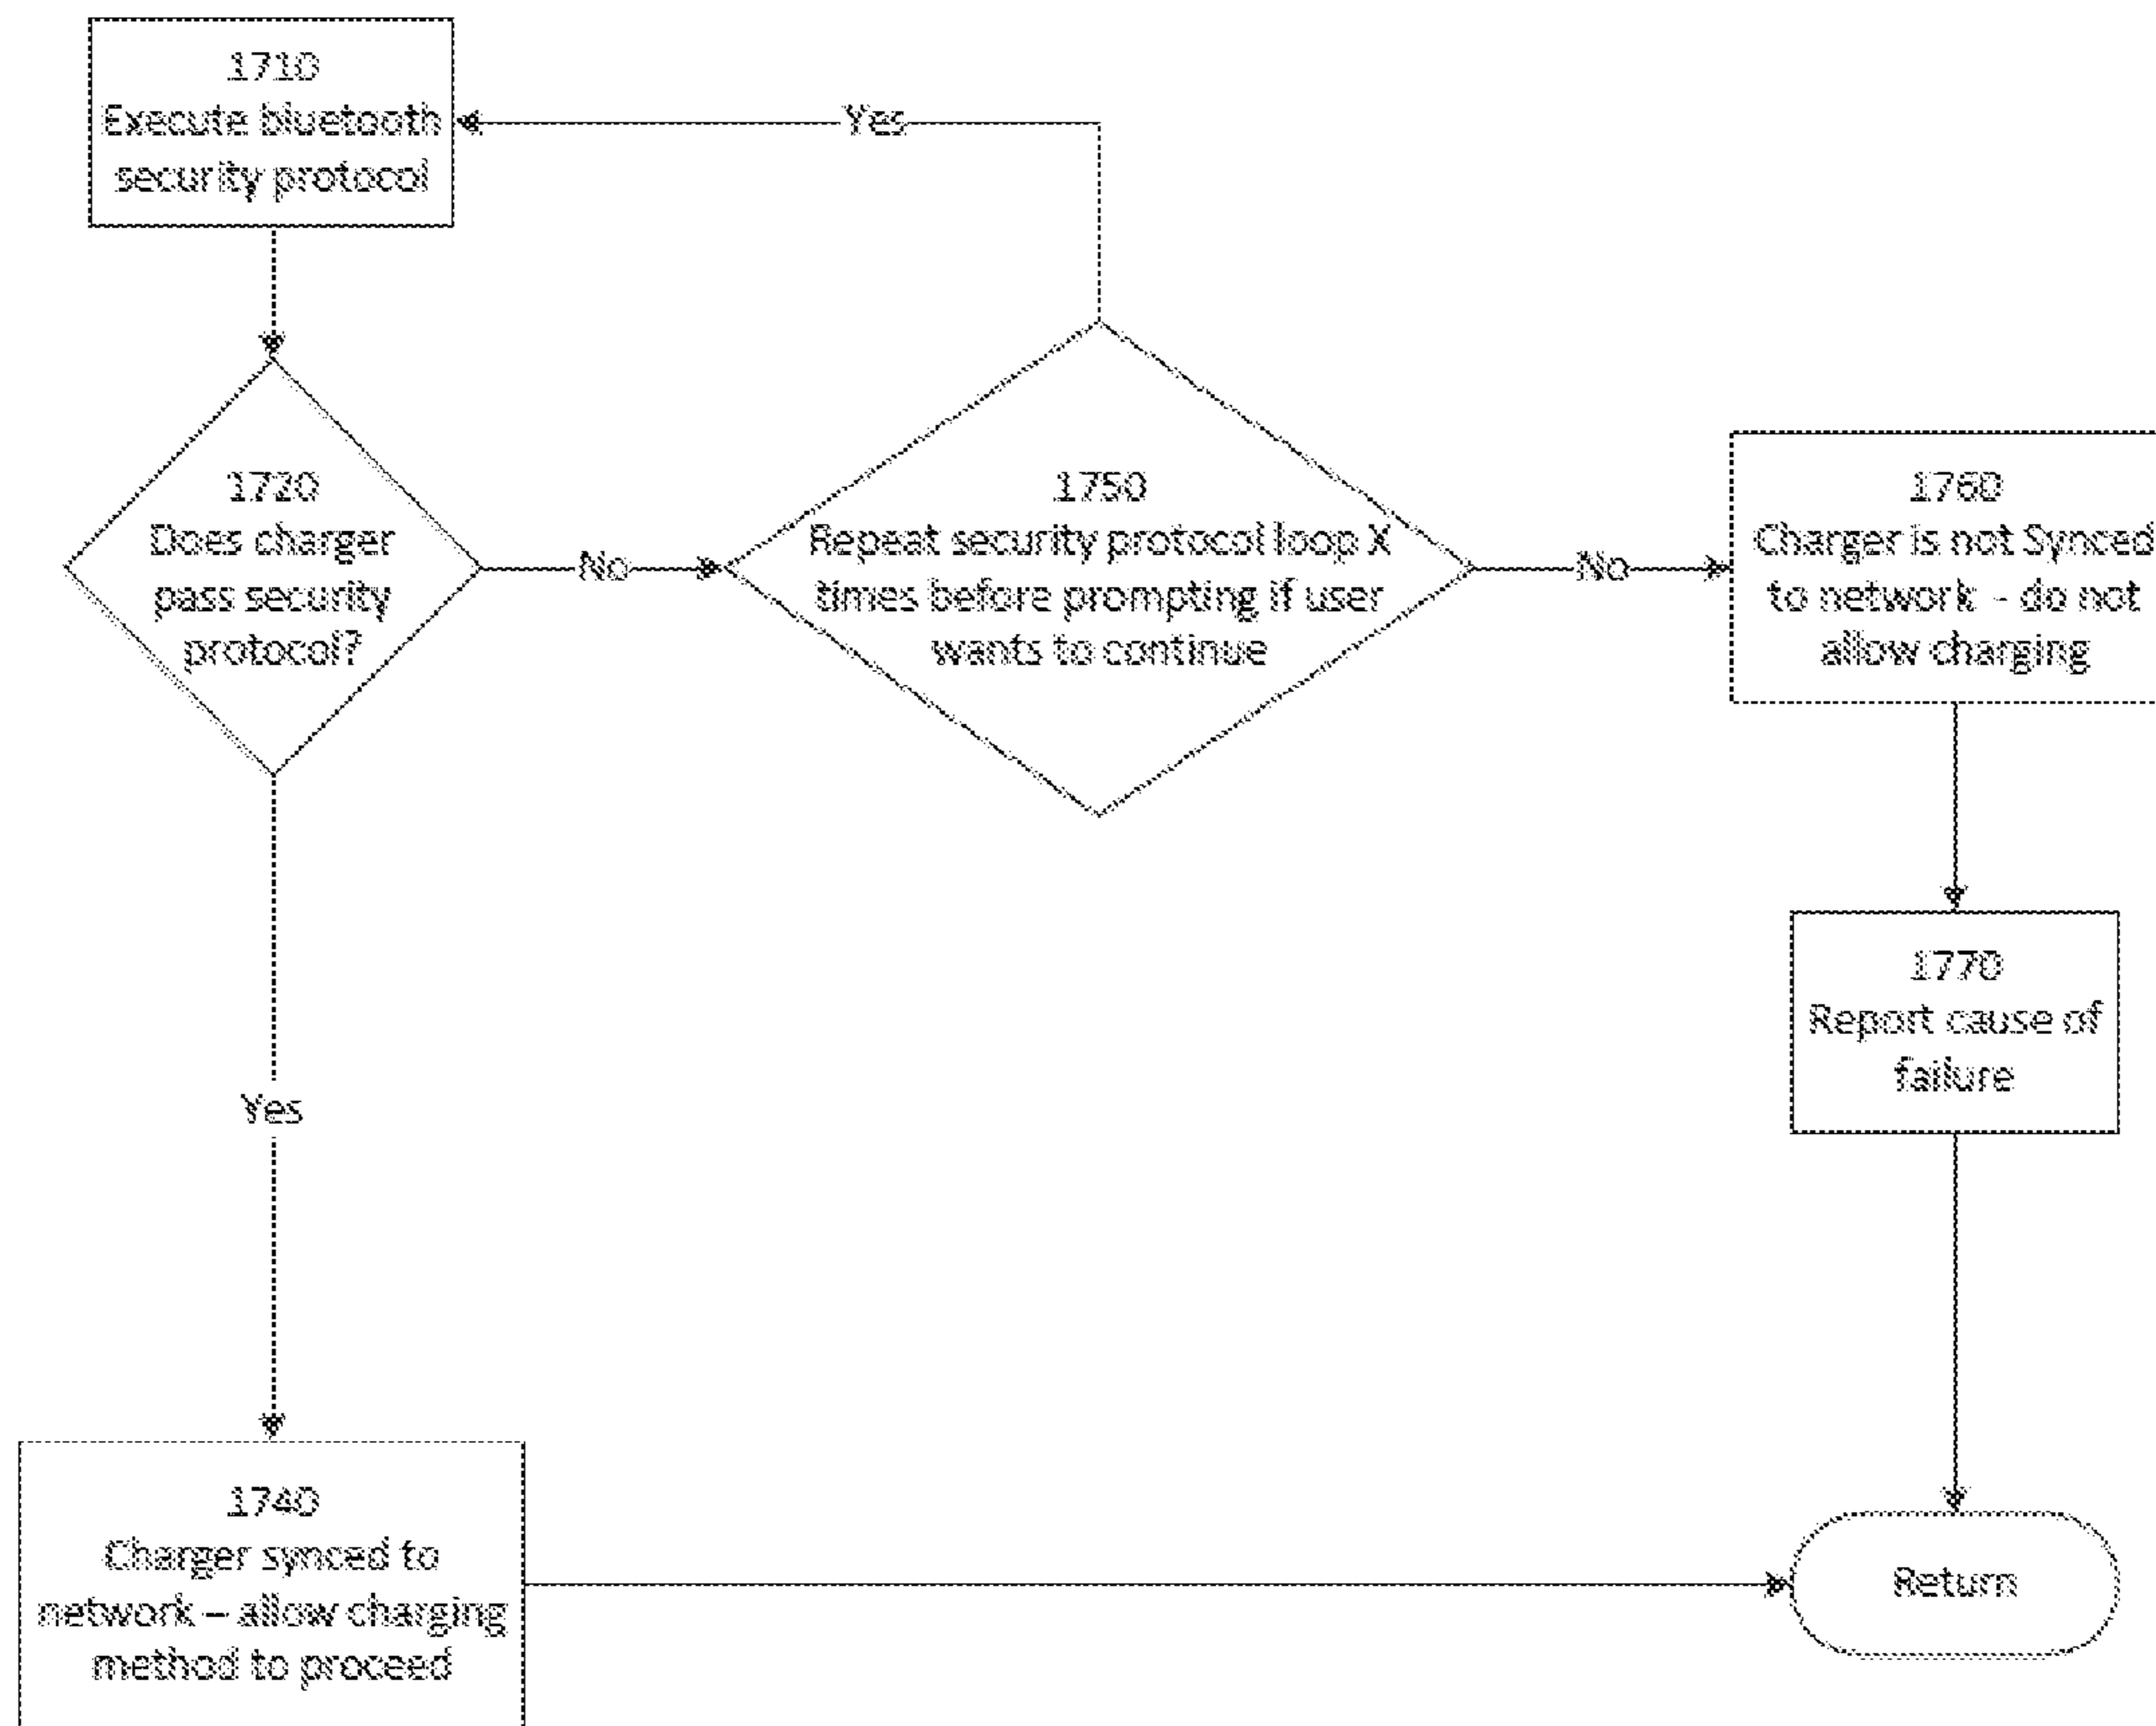 1710
Execute bluetooth
security protocol
Yes
1720
Does charger
pass security
protocol?
No
1750
Repeat security protocol loop X
times before prompting if user
wants to continue
No
1760
Charger is not Synced
to network - do not
allow charging
1770
Report cause of
failure
Yes
1740
Charger synced to
network – allow charging
method to proceed
Return